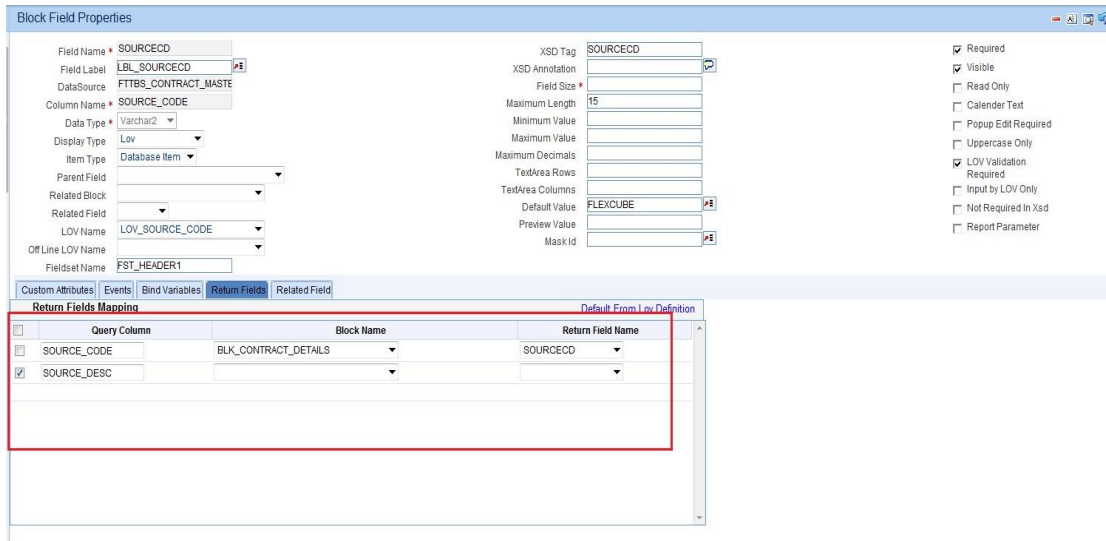 Block Field Properties
Field Name * SOURCECD
Field Label LBL_SOURCECD
DataSource FTTBS_CONTRACT_MASTE
Column Name * SOURCE_CODE
Data Type * Varchar2
Display Type Lov
Item Type Database Item
Parent Field
Related Block
Related Field
LOV Name LOV_SOURCE_CODE
Off Line LOV Name
Fieldset Name FST_HEADER1
XSD Tag SOURCECD
XSD Annotation
Field Size *
Maximum Length 15
Minimum Value
Maximum Value
Maximum Decimals
TextArea Rows
TextArea Columns
Default Value FLEXCUBE
Preview Value
Mask Id
Required
Visible
Read Only
Calender Text
Popup Edit Required
Uppercase Only
LOV Validation
Required
Input by LOV Only
Not Required In Xsd
Report Parameter
Custom Attributes Events Bind Variables Return Fields Related Field
Return Fields Mapping Default From Lov Definition
Query Column Block Name Return Field Name
SOURCE_CODE BLK_CONTRACT_DETAILS SOURCECD
SOURCE_DESC